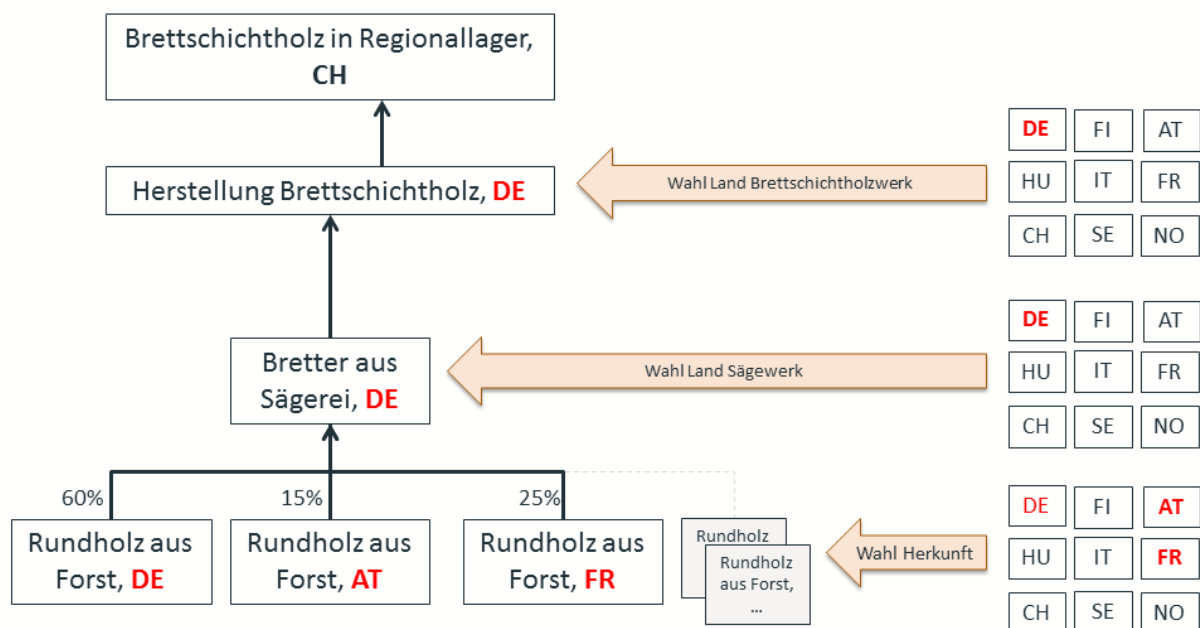 Brettschichtholz in Regionallager,
CH
Herstellung Brettschichtholz, DE
Wahl Land Brettschichtholzwerk
DE FI AT
HU IT FR
CH SE NO
Bretter aus
Sägerei, DE
Wahl Land Sägewerk
DE FI AT
HU IT FR
CH SE NO
60%
15%
25%
Rundholz aus
Forst, DE
Rundholz aus
Forst, AT
Rundholz aus
Forst, FR
Rundholz
Rundholz
aus Forst,
...
Wahl Herkunft
DE FI AT
HU IT FR
CH SE NO